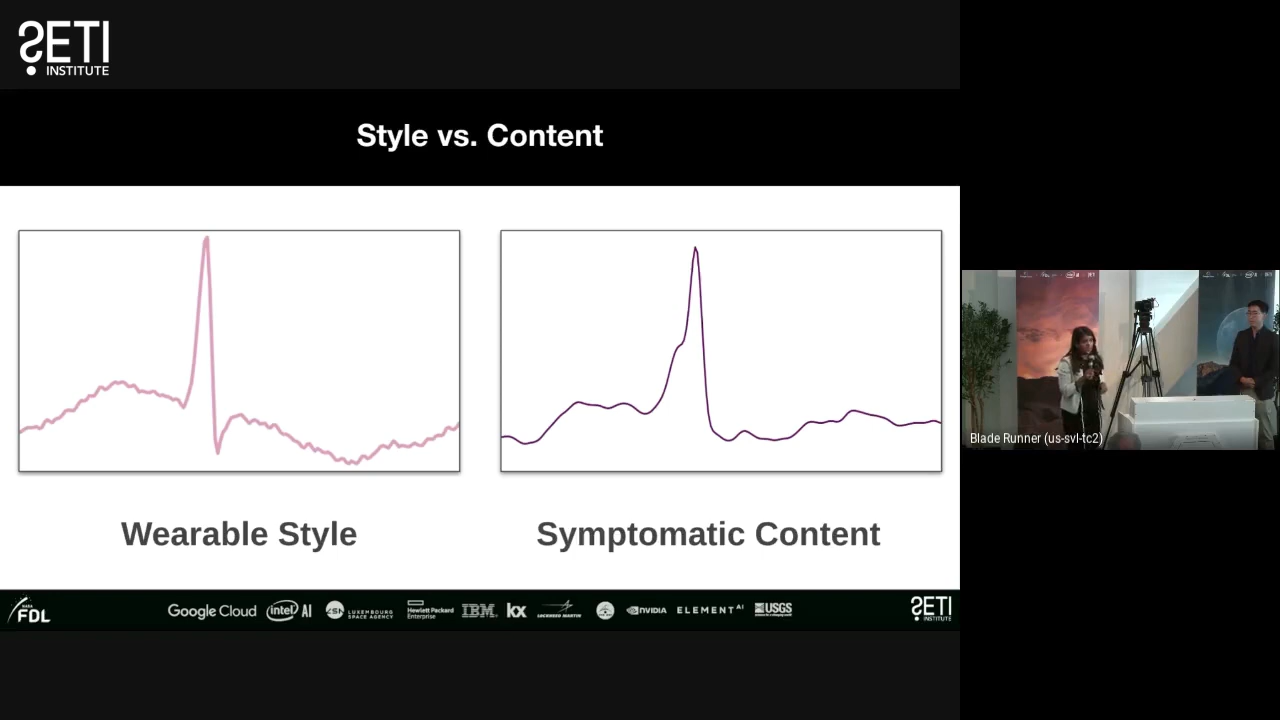 SETI
INSTITUTE
Style vs. Content
Wearable Style
Symptomatic Content
Blade Runner (us-svl-tc2)
FDL
Google Cloud
intel AI
LUXEMBOURG
SPACE AGENCY
Hewlett Packard
Enterprise
IBM
kx
LOCKHEED MARTIN
NVIDIA
ELEMENT AI
USGS
SETI
INSTITUTE